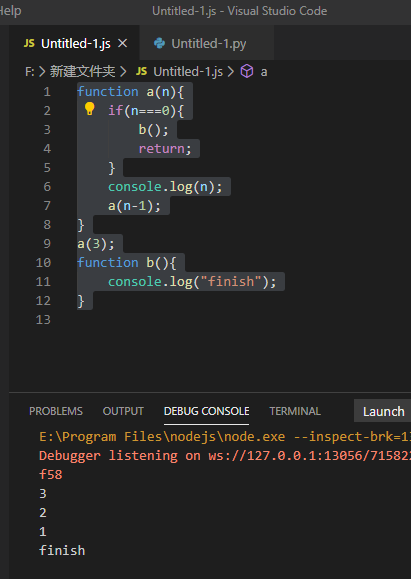 Help
Untitled-1.js - Visual Studio Code
JS Untitled-1.js ×
Untitled-1.py
F: > 新建文件夹 > JS Untitled-1.js > a
1 function a(n){
2 if(n===0){
3 b();
4 return;
5 }
6 console.log(n);
7 a(n-1);
8 }
9 a(3);
10 function b(){
11 console.log("finish");
12 }
13
PROBLEMS OUTPUT DEBUG CONSOLE TERMINAL Launch
E:\Program Files\nodejs\node.exe --inspect-brk=1
Debugger listening on ws://127.0.0.1:13056/71582
f58
3
2
1
finish